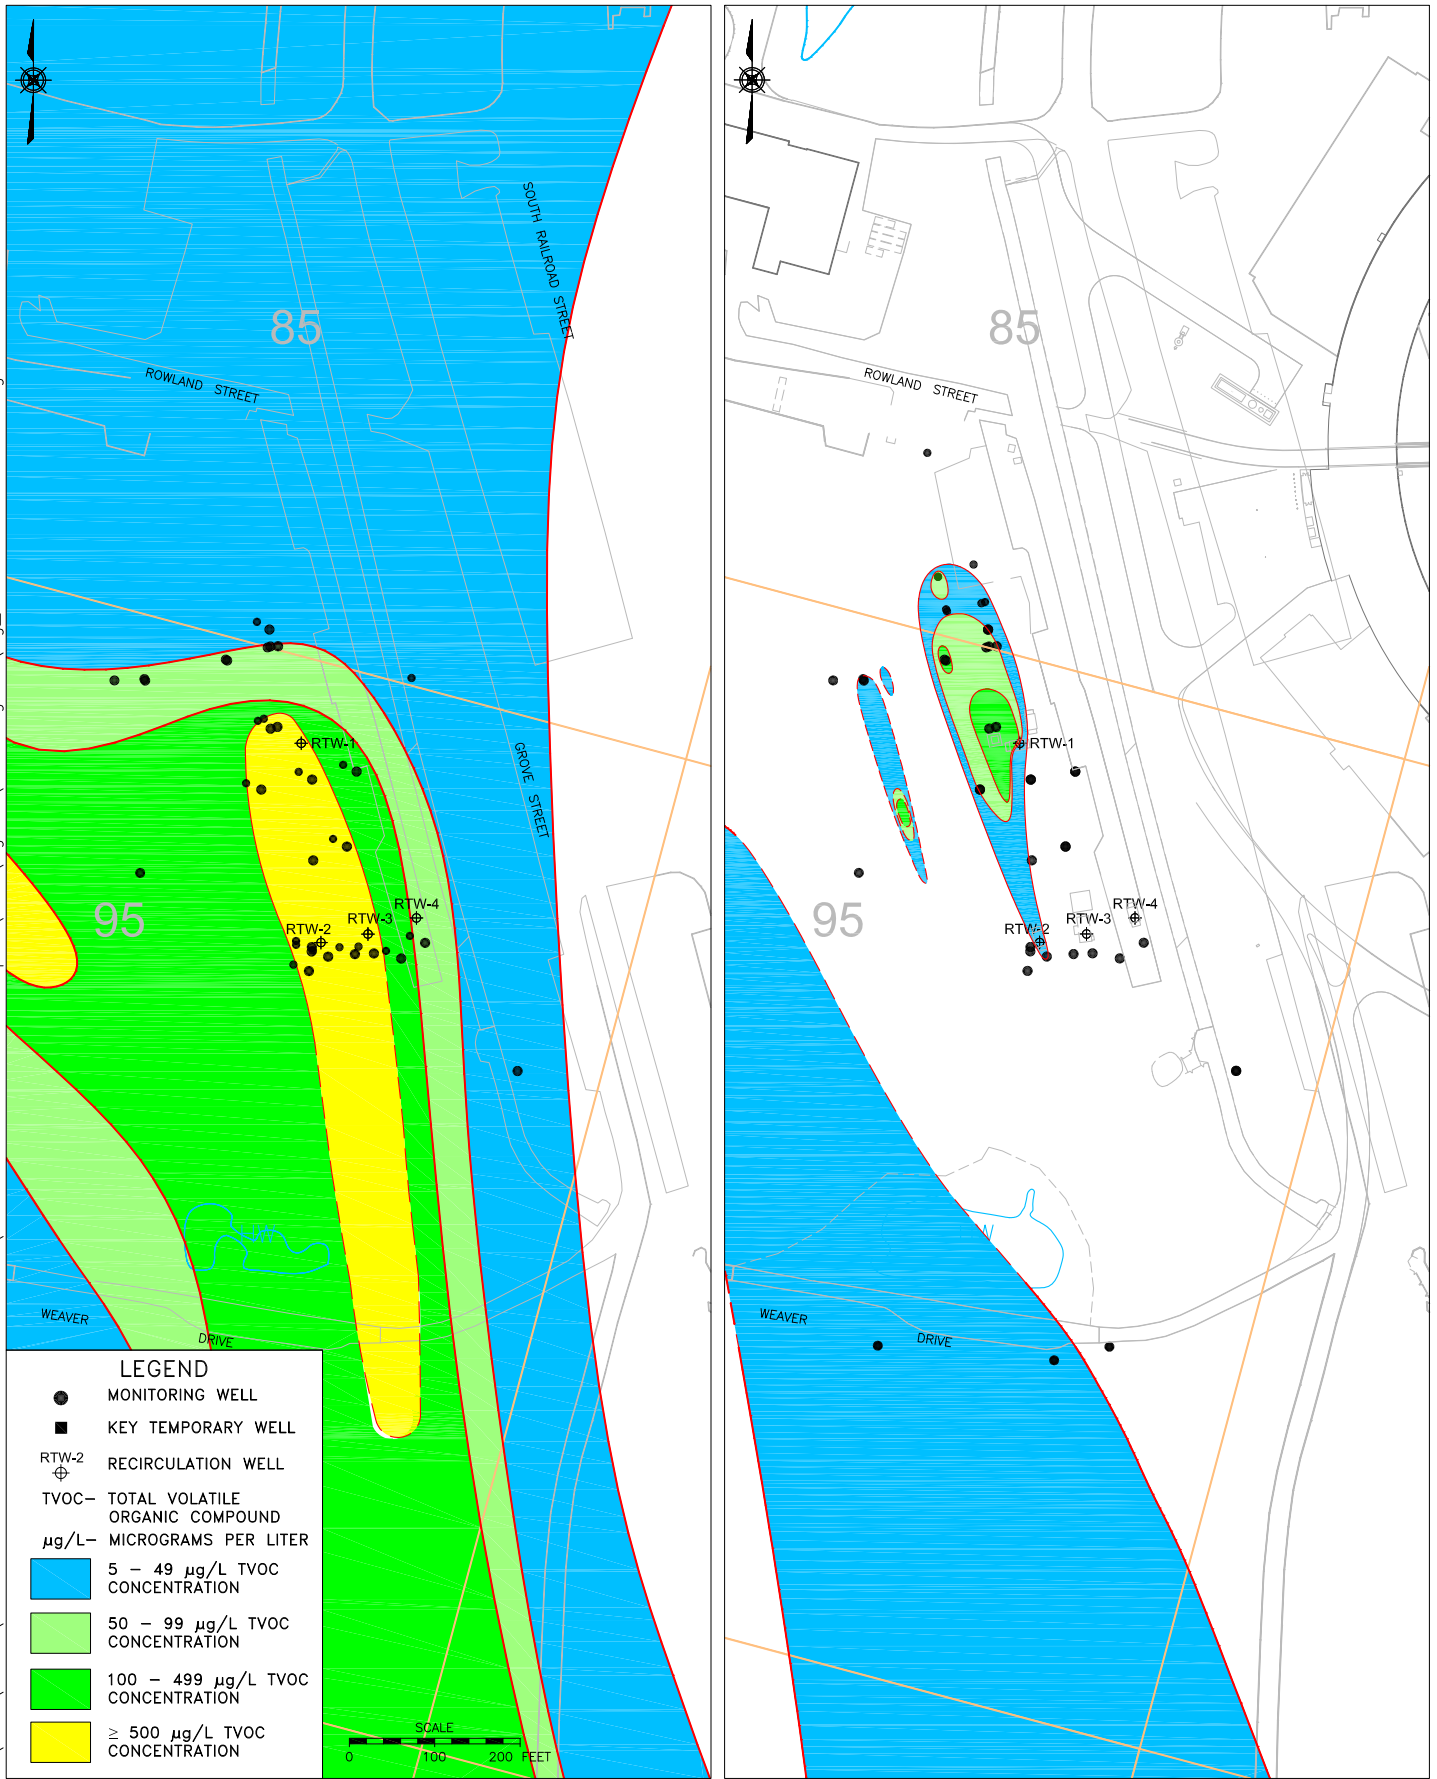 SOUTH RAILROAD STREET
85
ROWLAND STREET
RTW-1
GROVE STREET
95
RTW-2
RTW-3
RTW-4
WEAVER
DRIVE
LEGEND
MONITORING WELL
KEY TEMPORARY WELL
RTW-2
RECIRCULATION WELL
TVOC– TOTAL VOLATILE
ORGANIC COMPOUND
µg/L– MICROGRAMS PER LITER
5 – 49 µg/L TVOC
CONCENTRATION
50 – 99 µg/L TVOC
CONCENTRATION
100 – 499 µg/L TVOC
CONCENTRATION
≥ 500 µg/L TVOC
CONCENTRATION
SCALE
0 100 200 FEET
85
ROWLAND STREET
RTW-1
95
RTW-2
RTW-3
RTW-4
WEAVER
DRIVE